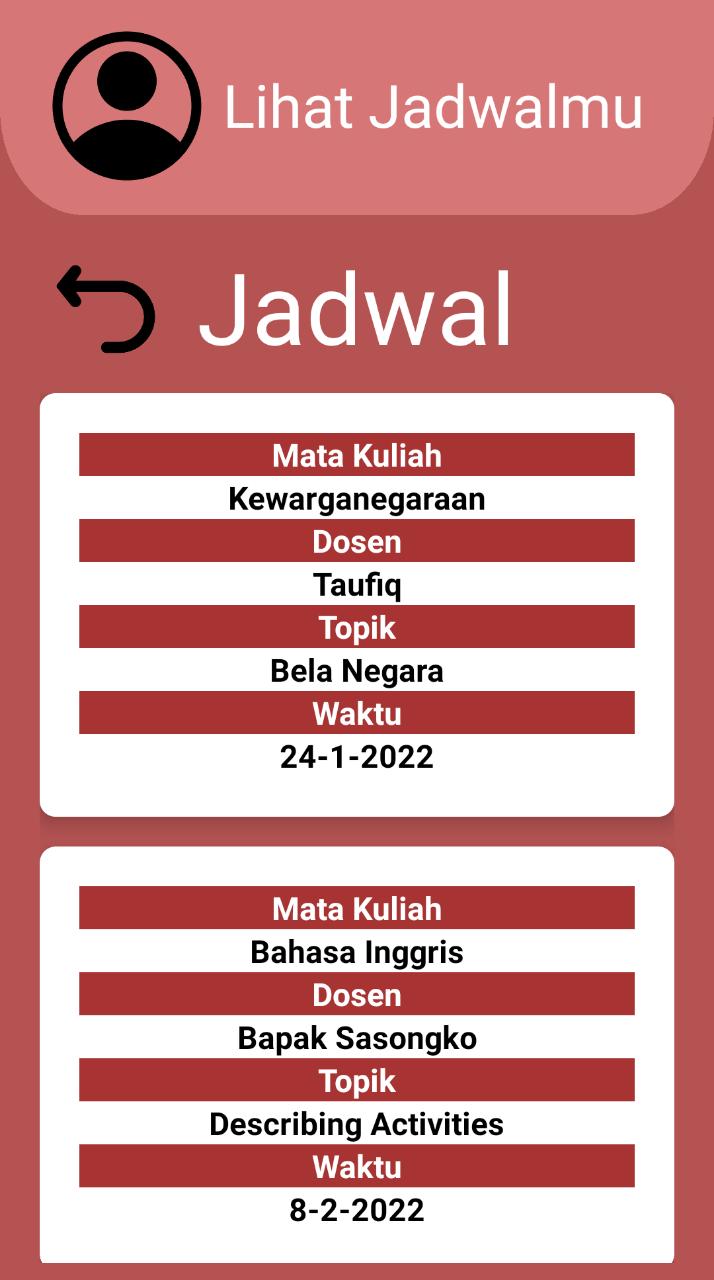 Lihat Jadwalmu
Jadwal
Mata Kuliah
Kewarganegaraan
Dosen
Taufiq
Topik
Bela Negara
Waktu
24-1-2022
Mata Kuliah
Bahasa Inggris
Dosen
Bapak Sasongko
Topik
Describing Activities
Waktu
8-2-2022